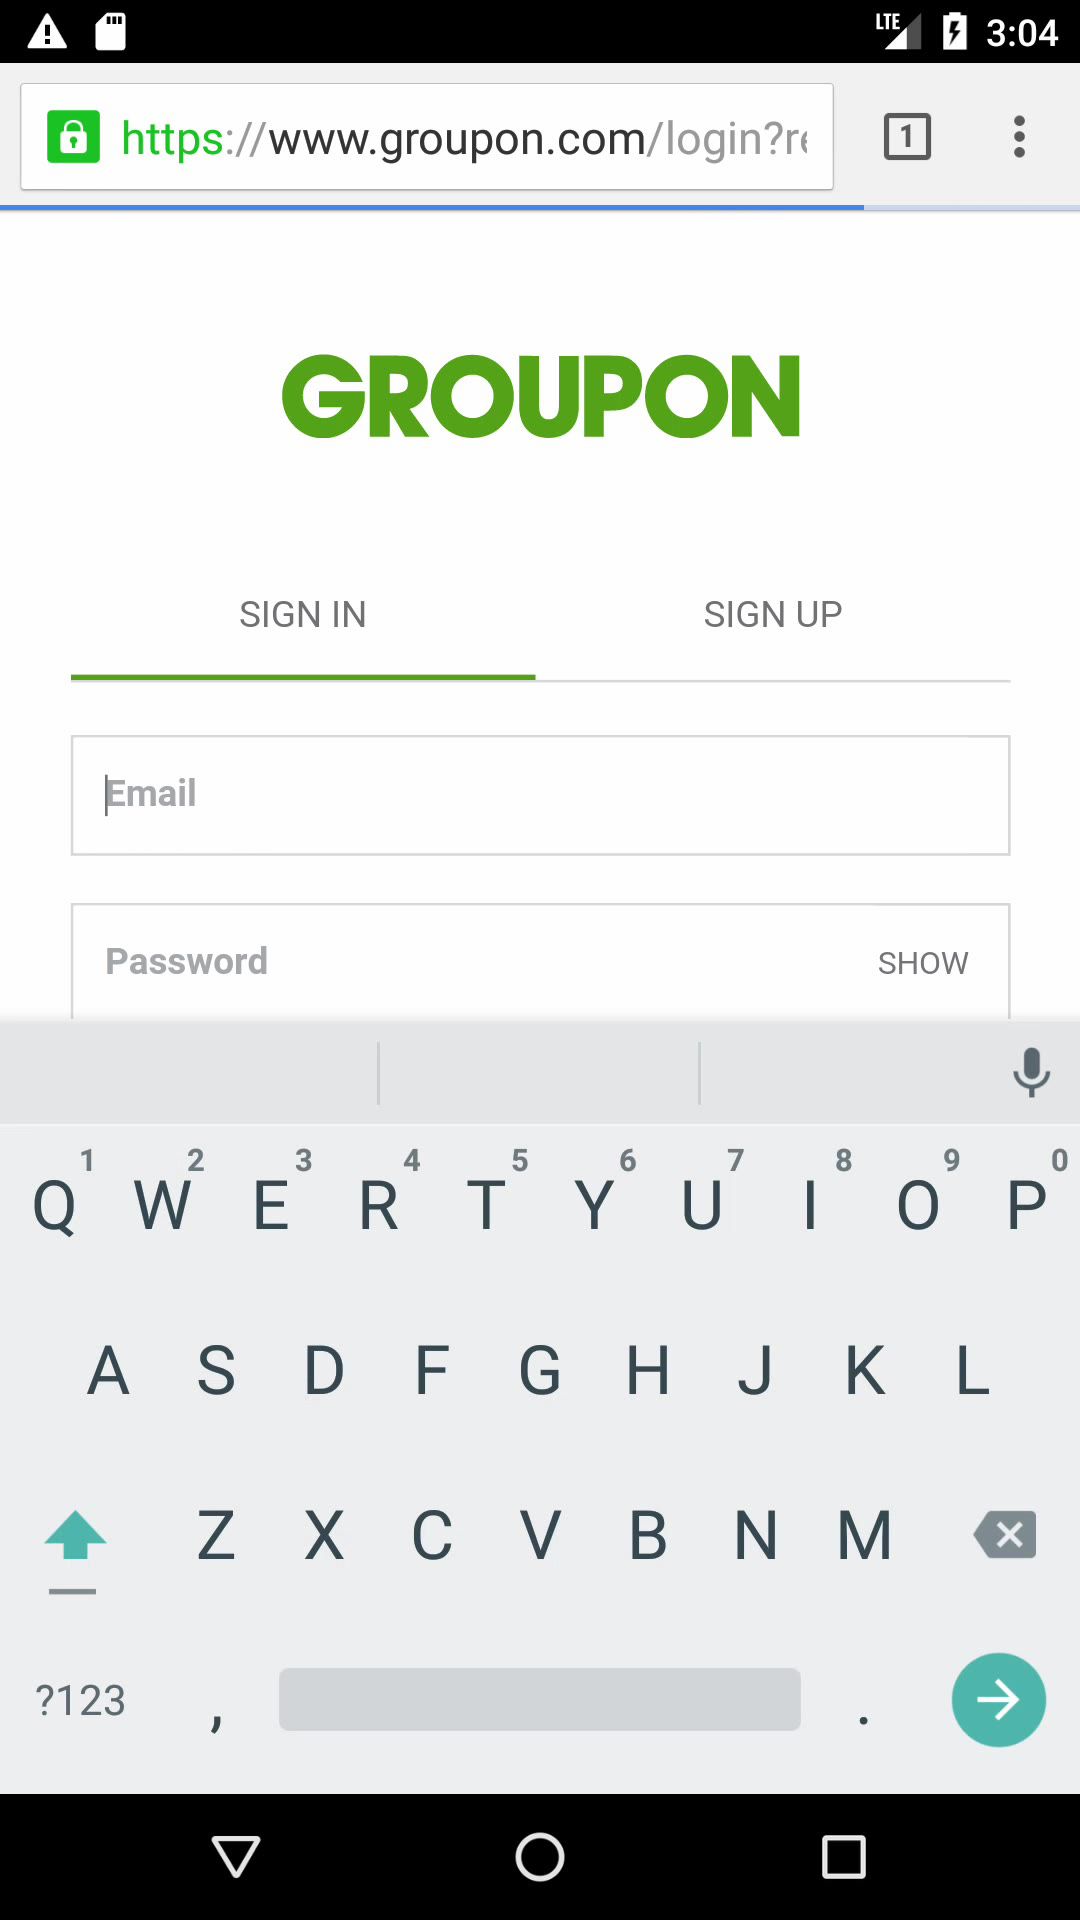 LTE 3:04
https://www.groupon.com/login?re
1
GROUPON
SIGN IN SIGN UP
Email
Password SHOW
1 2 3 4 5 6 7 8 9 0
Q W E R T Y U I O P
A S D F G H J K L
Z X C V B N M
?123 , .